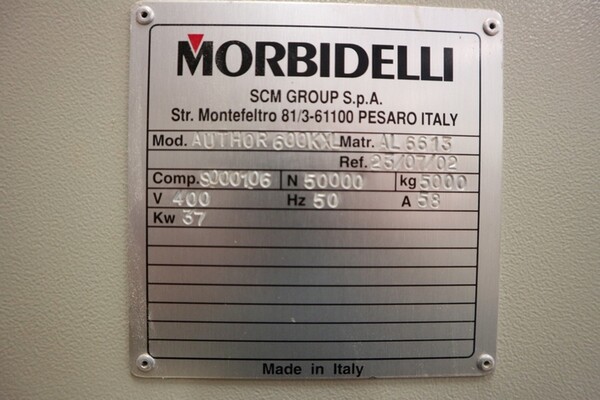 MORBIDELLI
SCM GROUP S.p.A.
Str. Montefeltro 81/3-61100 PESARO ITALY
Mod. AUTHOR 600KXL Matr. AL 6613
Ref. 23/07/02
Comp. S000106 N 50000 kg 5000
V 400 Hz 50 A 58
Kw 37
Made in Italy